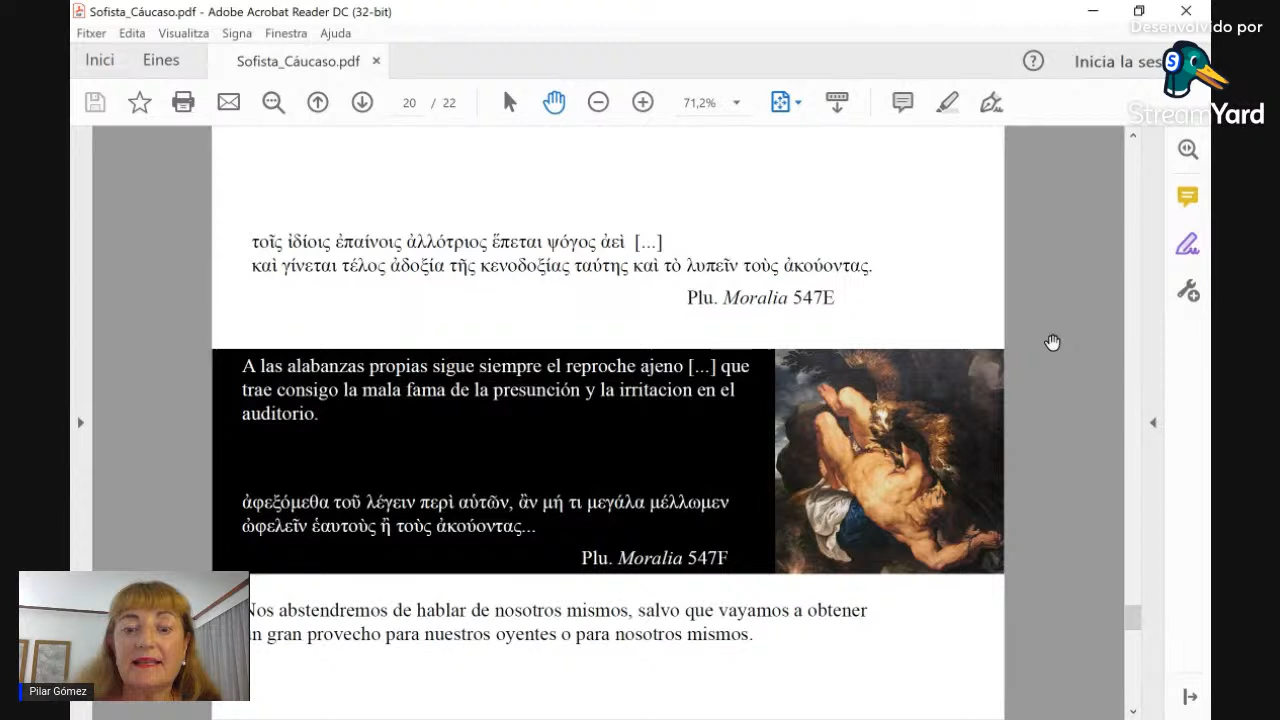 Sofista_Cáucaso.pdf - Adobe Acrobat Reader DC (32-bit)
Fitxer Edita Visualitza Signa Finestra Ajuda
Desenvolvido por
StreamYard
Inici Eines Sofista_Cáucaso.pdf Inicia la ses
20 / 22 71,2%
τοῖς ἰδίοις ἐπαίνοις ἀλλότριος ἕπεται ψόγος ἀεὶ [...]
καὶ γίνεται τέλος ἀδοξία τῆς κενοδοξίας ταύτης καὶ τὸ λυπεῖν τοὺς ἀκούοντας.
Plu. Moralia 547E
A las alabanzas propias sigue siempre el reproche ajeno [...] que
trae consigo la mala fama de la presunción y la irritacion en el
auditorio.
ἀφεξόμεθα τοῦ λέγειν περὶ αὑτῶν, ἂν μή τι μεγάλα μέλλωμεν
ὠφελεῖν ἑαυτοὺς ἢ τοὺς ἀκούοντας...
Plu. Moralia 547F
Nos abstendremos de hablar de nosotros mismos, salvo que vayamos a obtener
un gran provecho para nuestros oyentes o para nosotros mismos.
Pilar Gómez